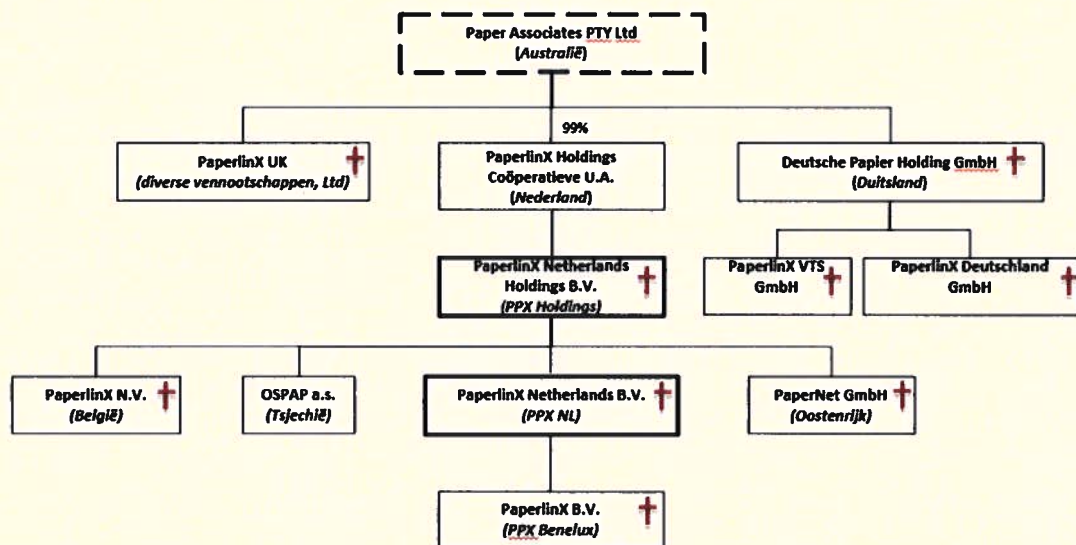 Paper Associates PTY Ltd
(Australië)
99%
PaperlinX UK
(diverse vennootschappen, Ltd)
PaperlinX Holdings
Coöperatieve U.A.
(Nederland)
Deutsche Papier Holding GmbH
(Duitsland)
PaperlinX Netherlands
Holdings B.V.
(PPX Holdings)
PaperlinX VTS
GmbH
PaperlinX Deutschland
GmbH
PaperlinX N.V.
(België)
OSPAP a.s.
(Tsjechië)
PaperlinX Netherlands B.V.
(PPX NL)
PaperNet GmbH
(Oostenrijk)
PaperlinX B.V.
(PPX Benelux)